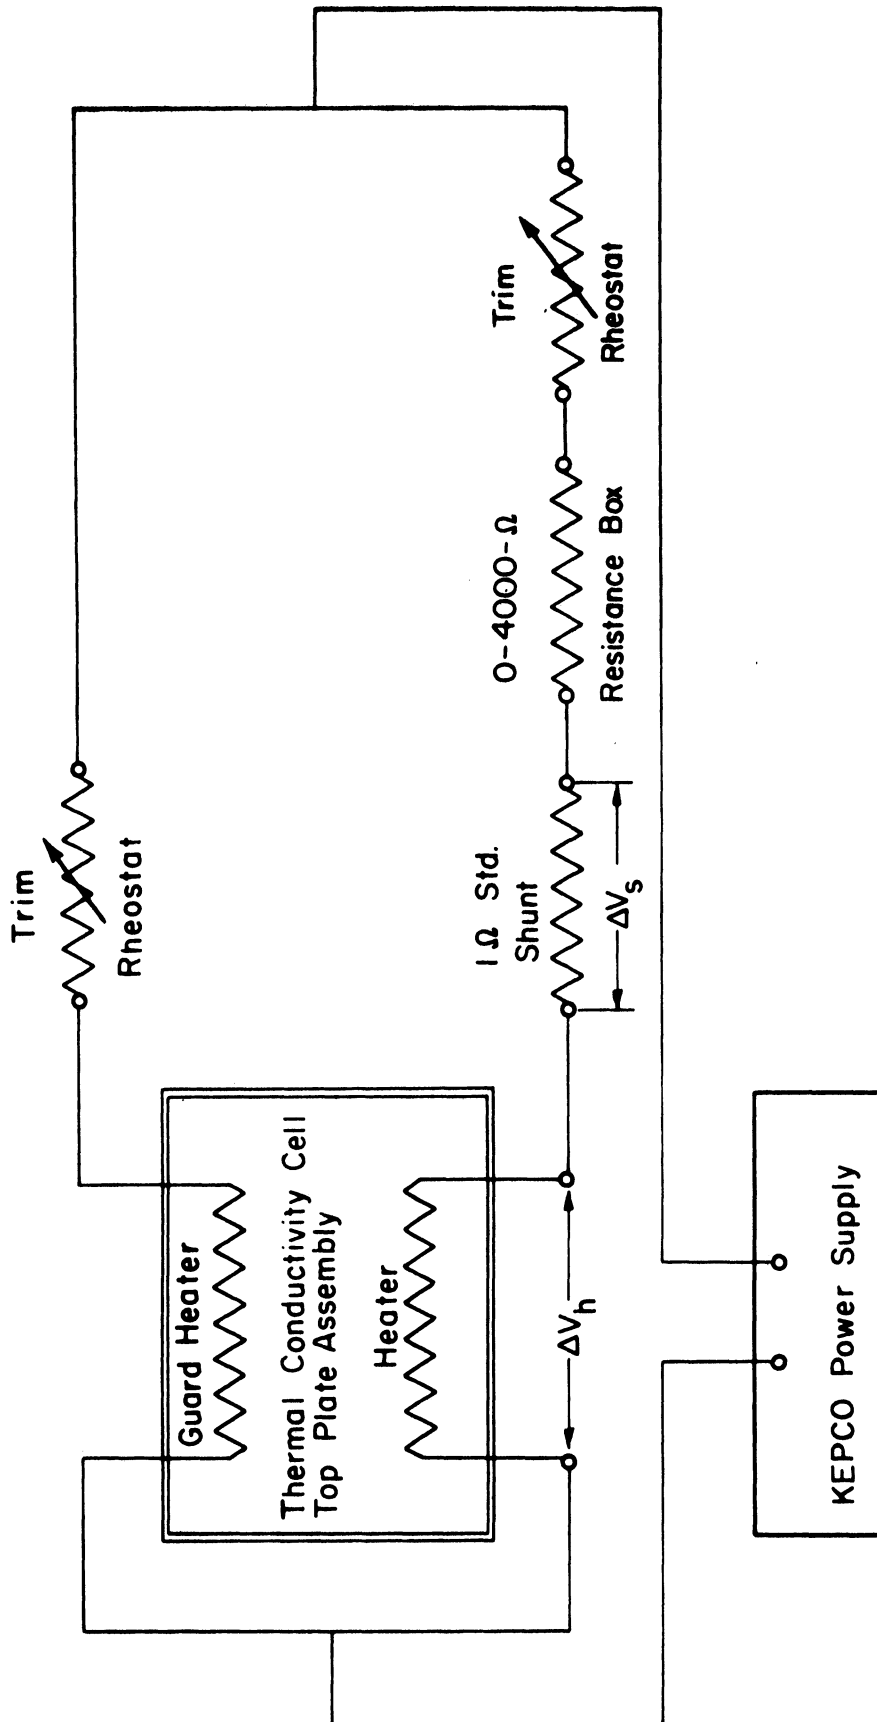 Trim
Rheostat
Guard Heater
Thermal Conductivity Cell
Top Plate Assembly
Heater
ΔVh
1Ω Std.
Shunt
ΔVs
0-4000-Ω
Resistance Box
Trim
Rheostat
KEPCO Power Supply